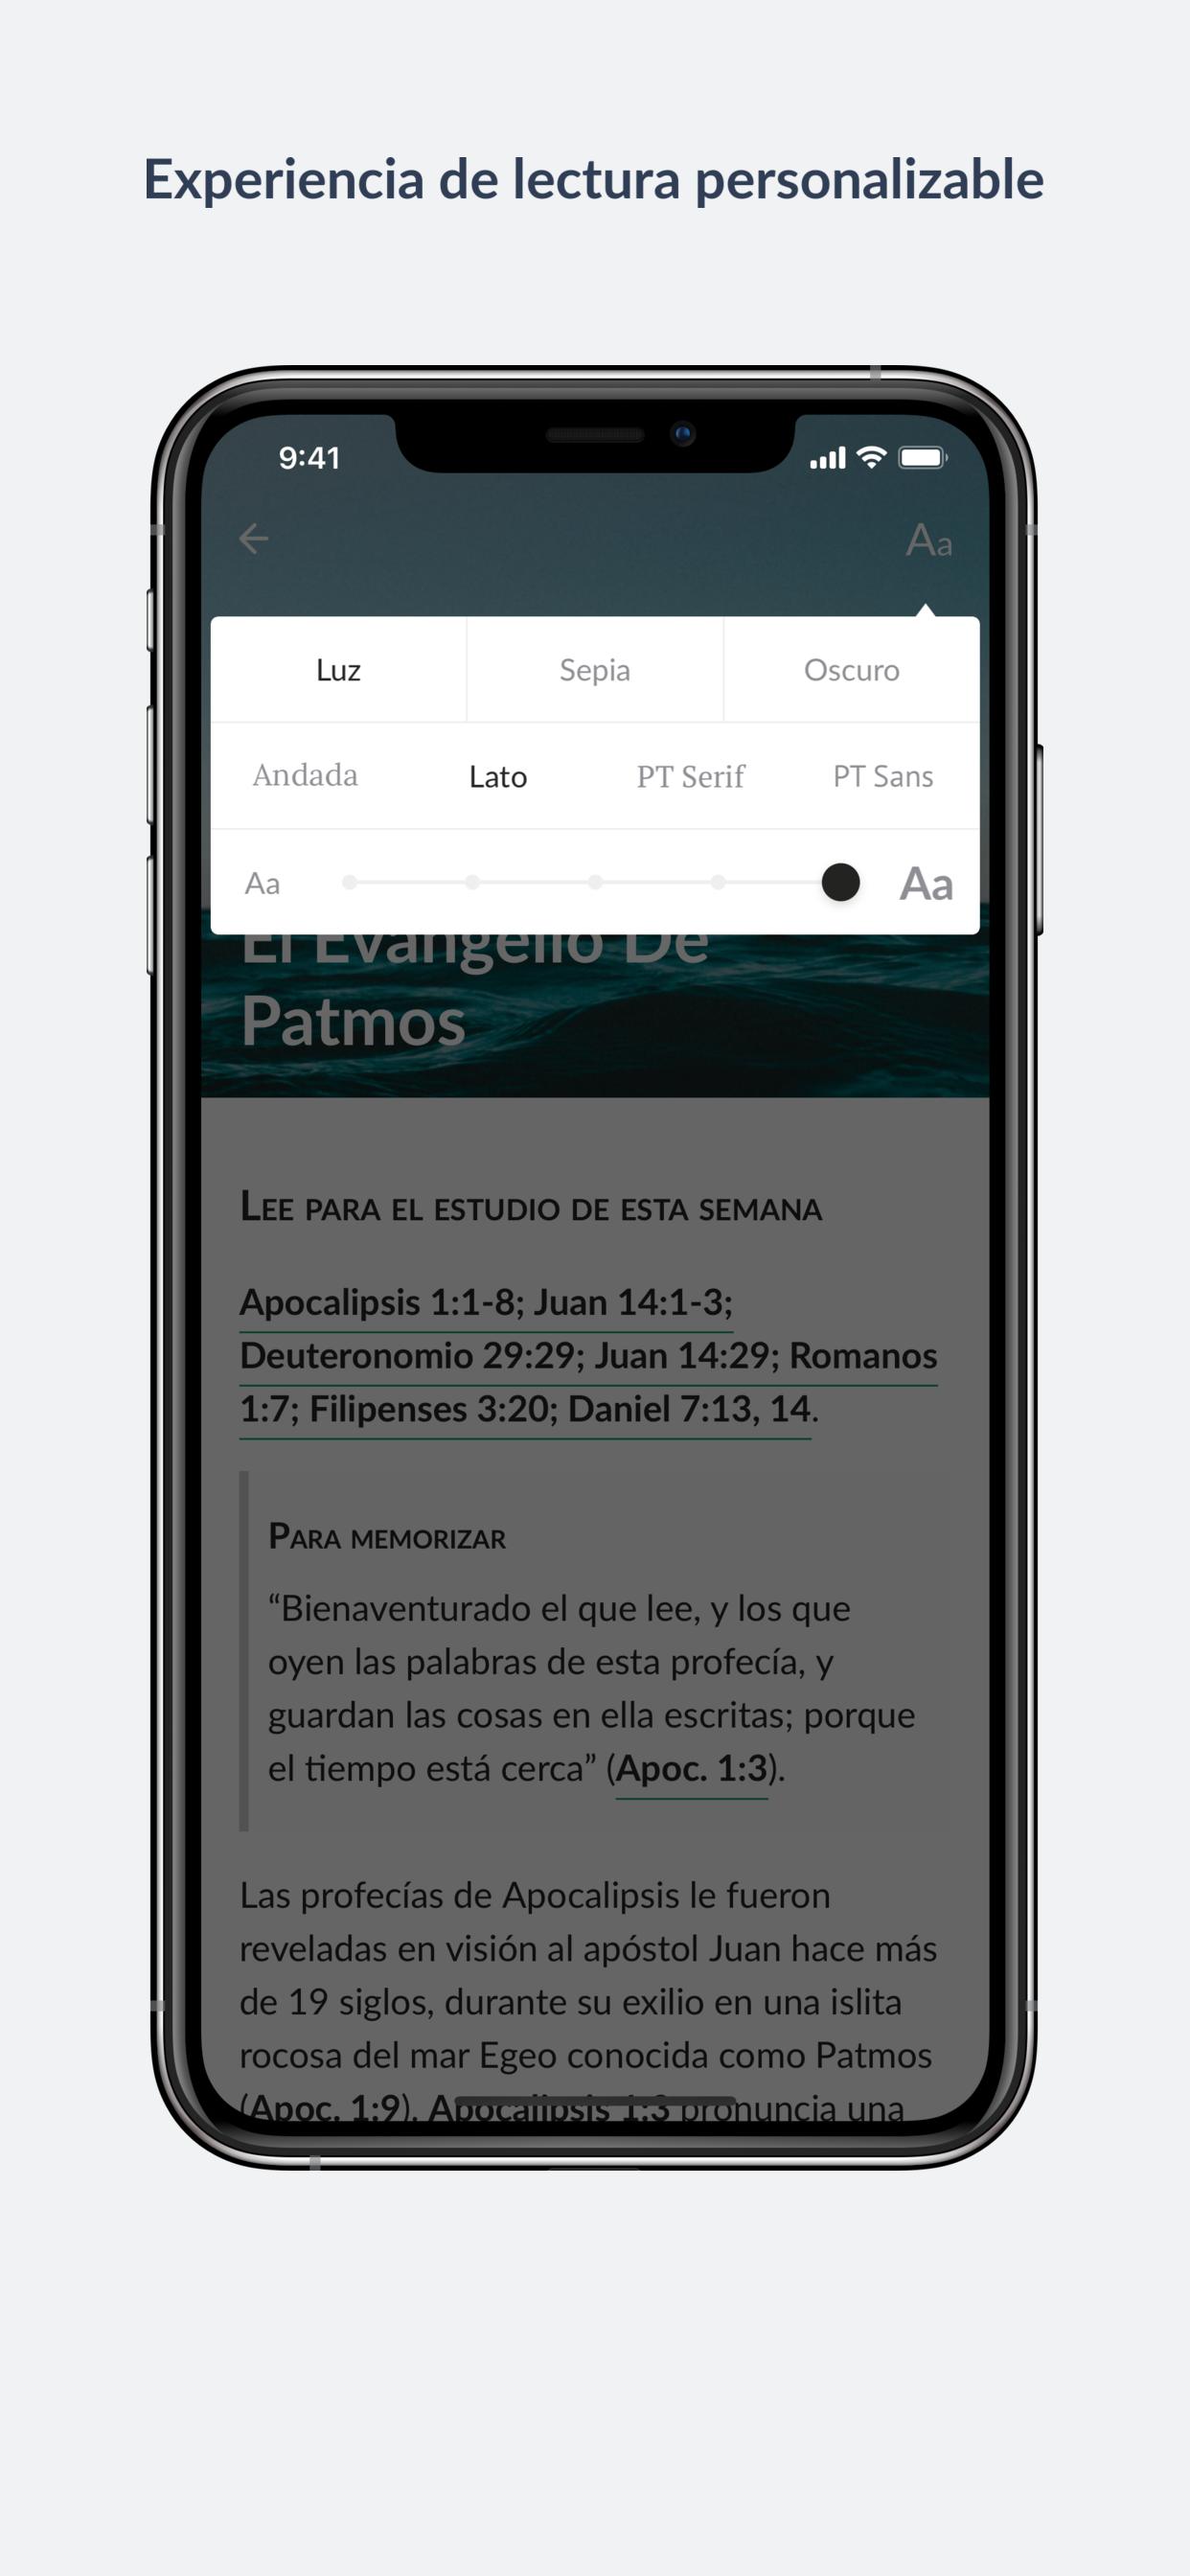 Experiencia de lectura personalizable
9:41
Aa
Luz Sepia Oscuro
Andada Lato PT Serif PT Sans
Aa Aa
El Evangelio De
Patmos
LEE PARA EL ESTUDIO DE ESTA SEMANA
Apocalipsis 1:1-8; Juan 14:1-3;
Deuteronomio 29:29; Juan 14:29; Romanos
1:7; Filipenses 3:20; Daniel 7:13, 14.
PARA MEMORIZAR
“Bienaventurado el que lee, y los que
oyen las palabras de esta profecía, y
guardan las cosas en ella escritas; porque
el tiempo está cerca” (Apoc. 1:3).
Las profecías de Apocalipsis le fueron
reveladas en visión al apóstol Juan hace más
de 19 siglos, durante su exilio en una islita
rocosa del mar Egeo conocida como Patmos
(Apoc. 1:9). Apocalipsis 1:3 pronuncia una